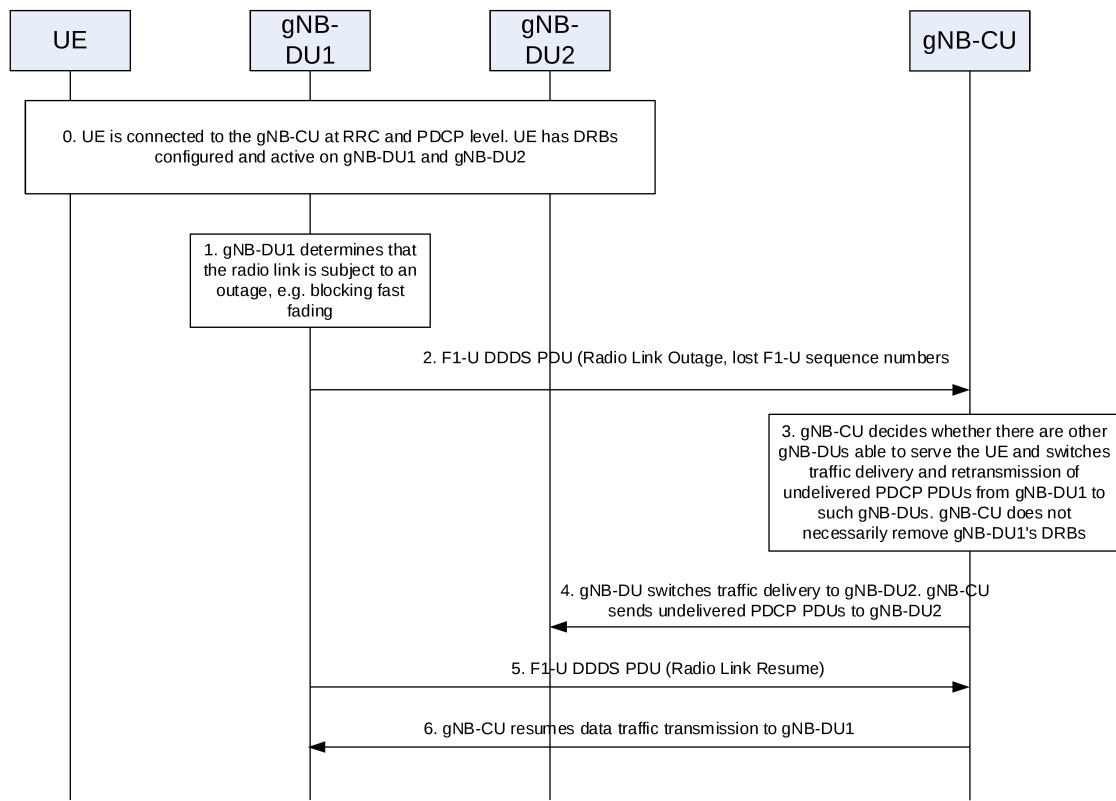 UE
gNB-
DU1
gNB-
DU2
gNB-CU
0. UE is connected to the gNB-CU at RRC and PDCP level. UE has DRBs
configured and active on gNB-DU1 and gNB-DU2
1. gNB-DU1 determines that
the radio link is subject to an
outage, e.g. blocking fast
fading
2. F1-U DDDS PDU (Radio Link Outage, lost F1-U sequence numbers
3. gNB-CU decides whether there are other
gNB-DUs able to serve the UE and switches
traffic delivery and retransmission of
undelivered PDCP PDUs from gNB-DU1 to
such gNB-DUs. gNB-CU does not
necessarily remove gNB-DU1's DRBs
4. gNB-DU switches traffic delivery to gNB-DU2. gNB-CU
sends undelivered PDCP PDUs to gNB-DU2
5. F1-U DDDS PDU (Radio Link Resume)
6. gNB-CU resumes data traffic transmission to gNB-DU1